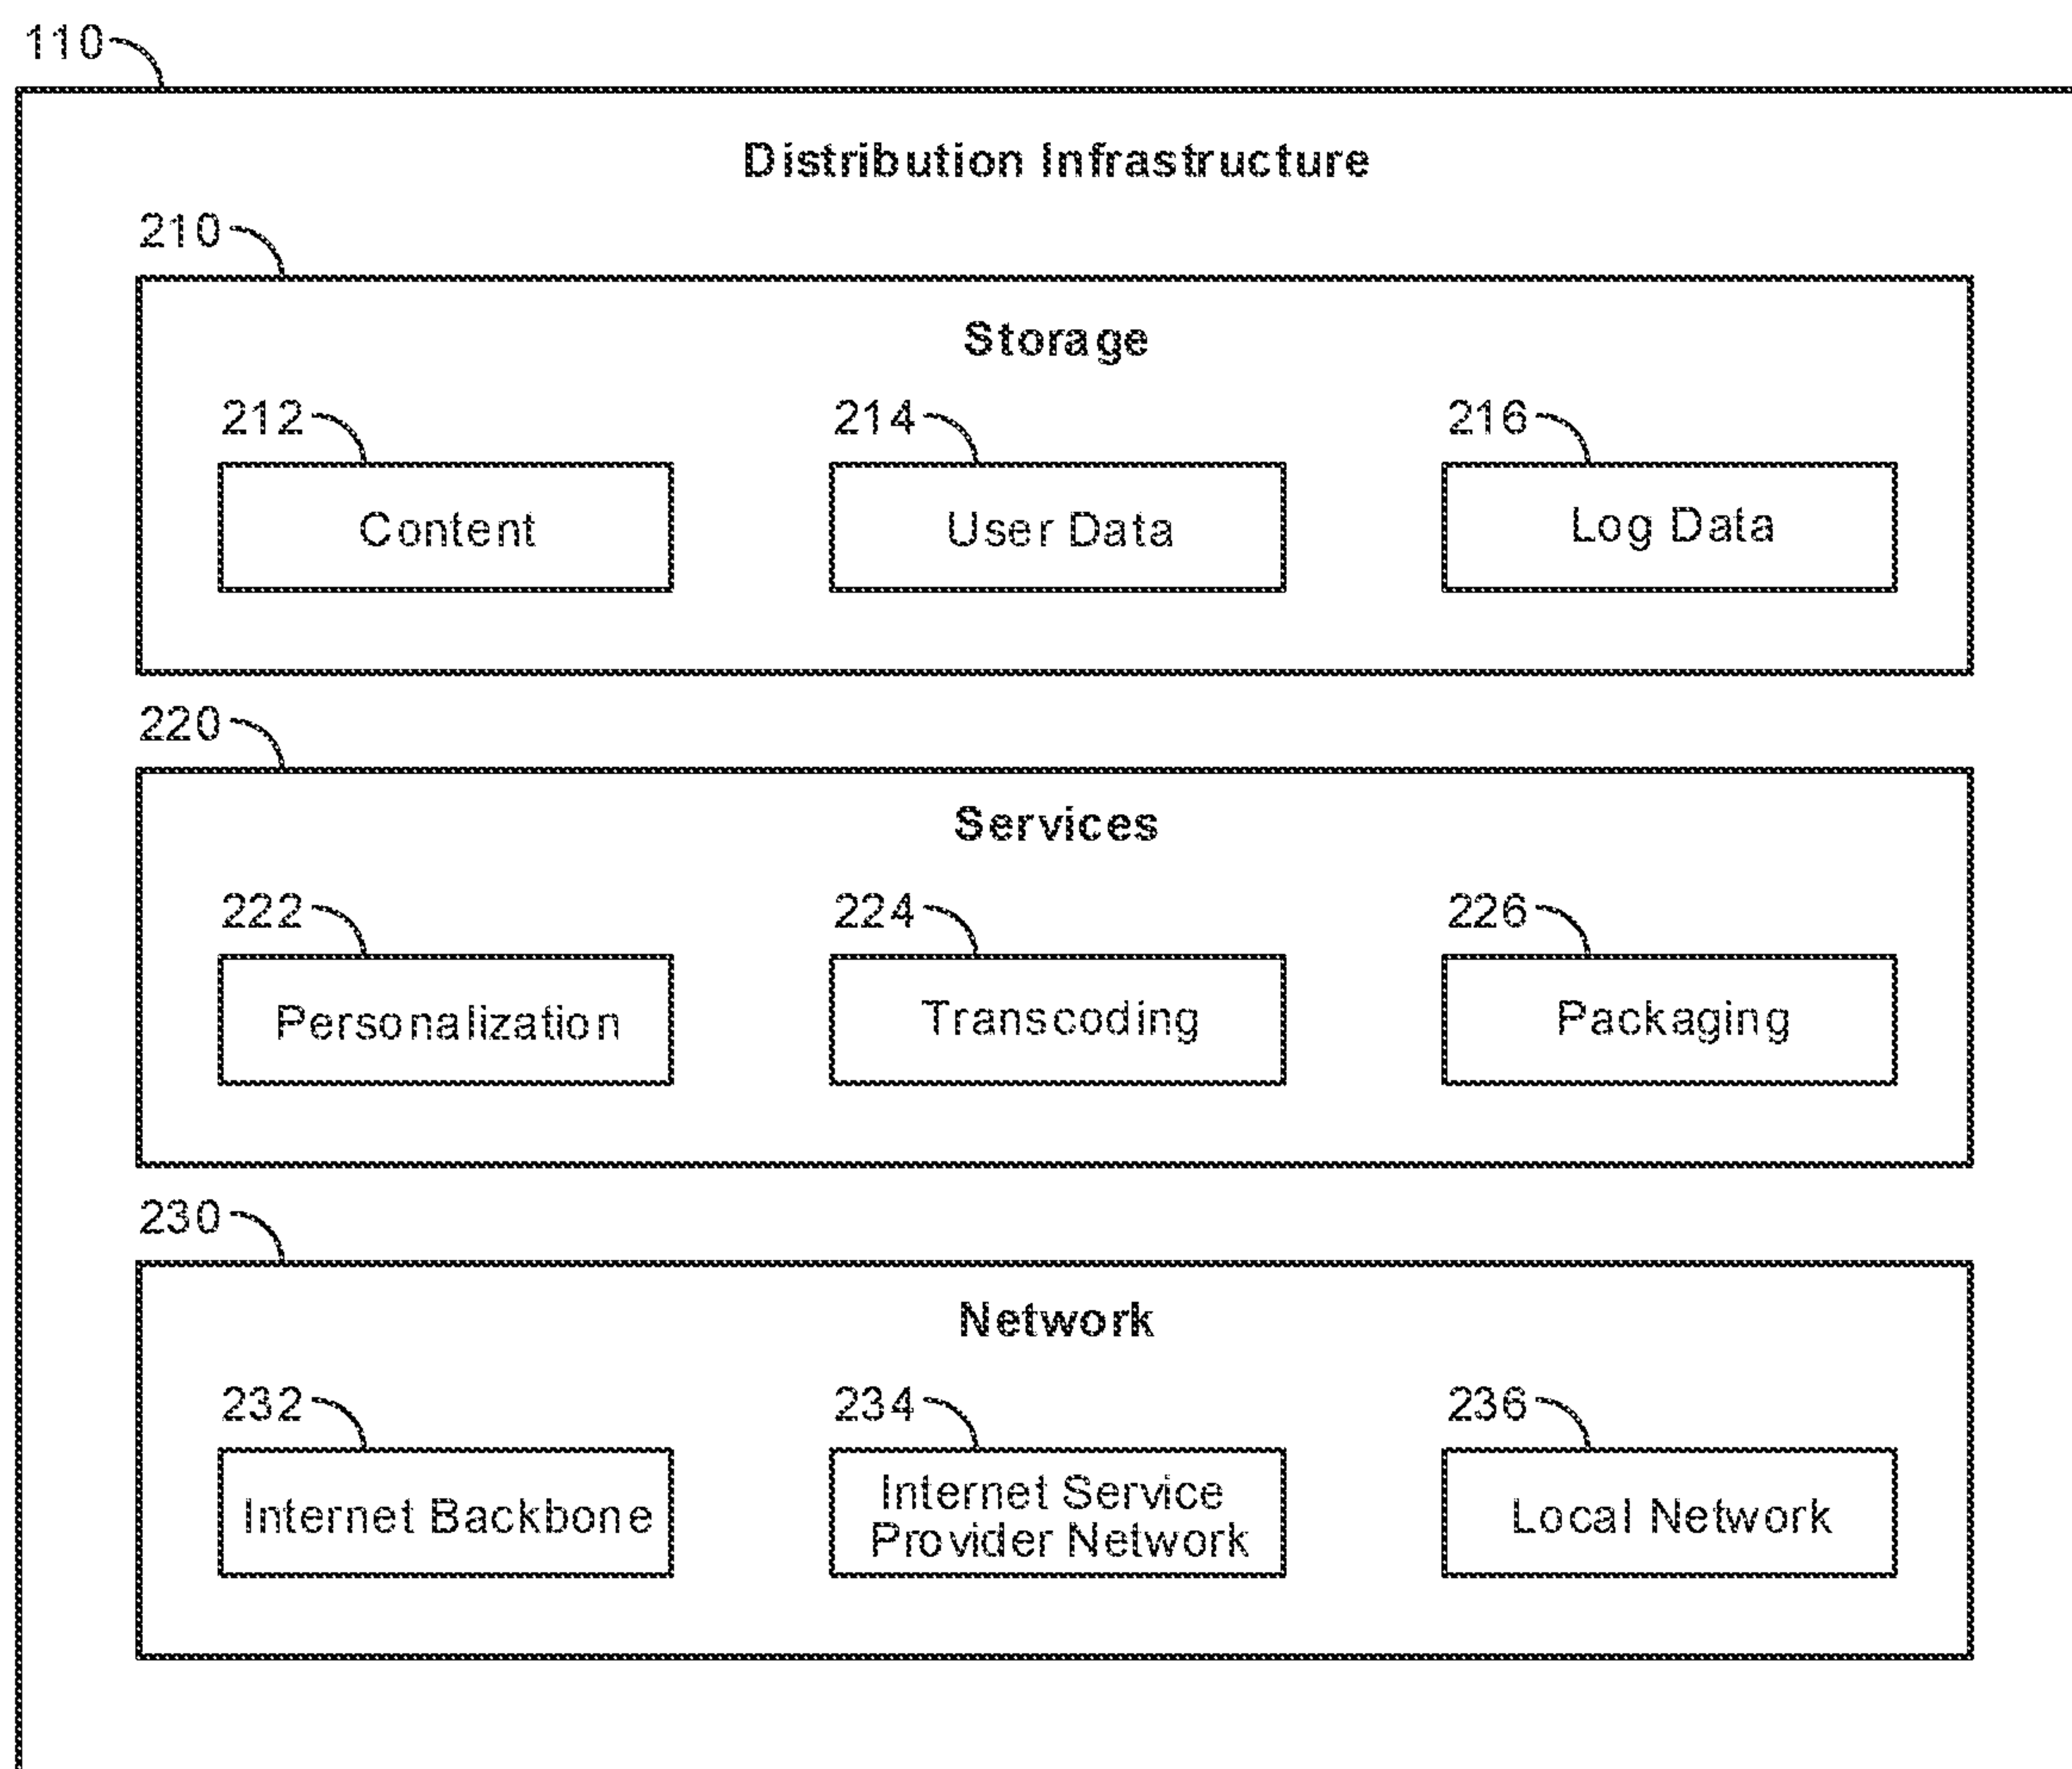 110
Distribution Infrastructure
210
Storage
212 214 216
Content User Data Log Data
220
Services
222 224 226
Personalization Transcoding Packaging
230
Network
232 234 236
Internet Backbone
Internet Service
Provider Network
Local Network